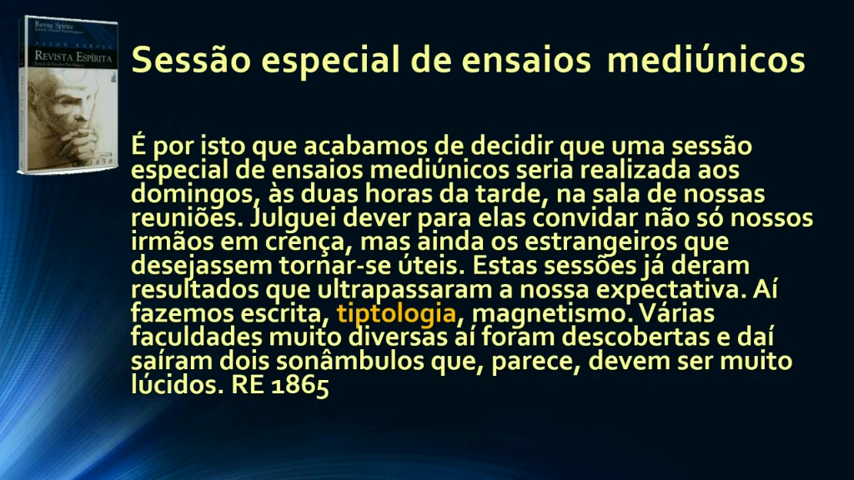 Revue Spirite
ALLAN KARDEC
REVISTA ESPÍRITA
Sessão especial de ensaios mediúnicos
É por isto que acabamos de decidir que uma sessão
especial de ensaios mediúnicos seria realizada aos
domingos, às duas horas da tarde, na sala de nossas
reuniões. Julguei dever para elas convidar não só nossos
irmãos em crença, mas ainda os estrangeiros que
desejassem tornar-se úteis. Estas sessões já deram
resultados que ultrapassaram a nossa expectativa. Aí
fazemos escrita, tiptologia, magnetismo. Várias
faculdades muito diversas aí foram descobertas e daí
saíram dois sonâmbulos que, parece, devem ser muito
lúcidos. RE 1865